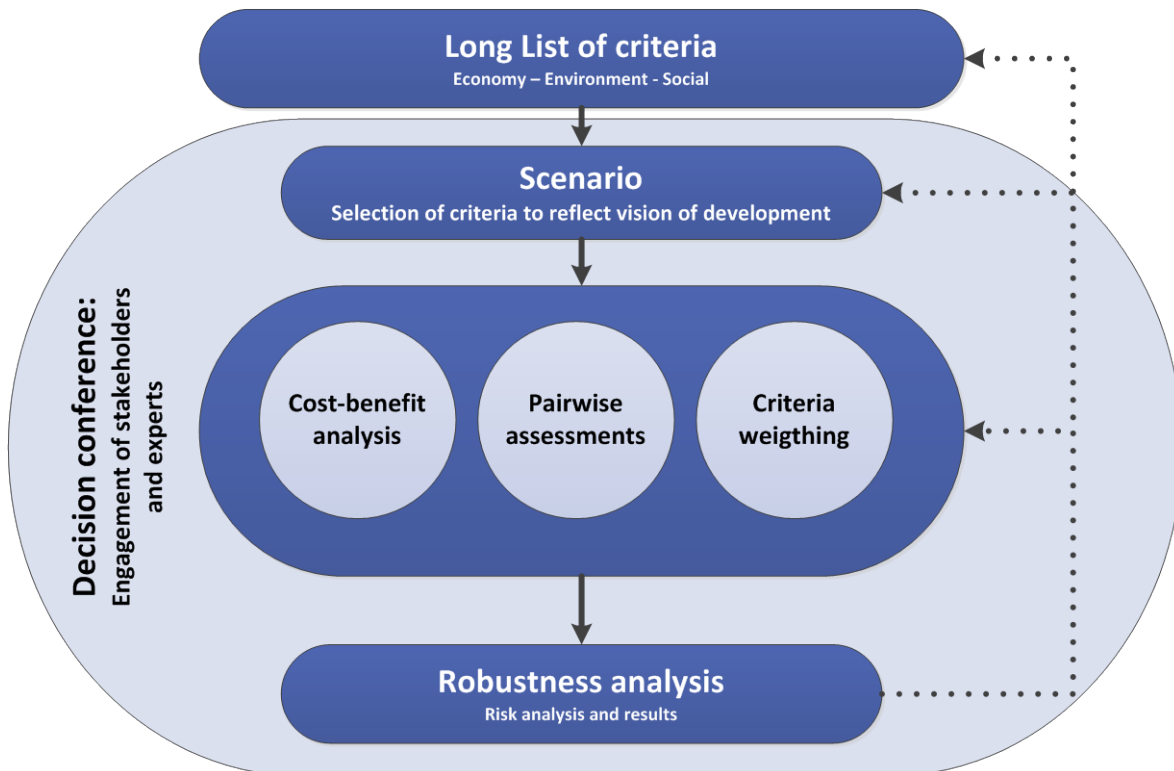 Long List of criteria
Economy – Environment - Social
Scenario
Selection of criteria to reflect vision of development
Decision conference:
Engagement of stakeholders
and experts
Cost-benefit
analysis
Pairwise
assessments
Criteria
weigthing
Robustness analysis
Risk analysis and results